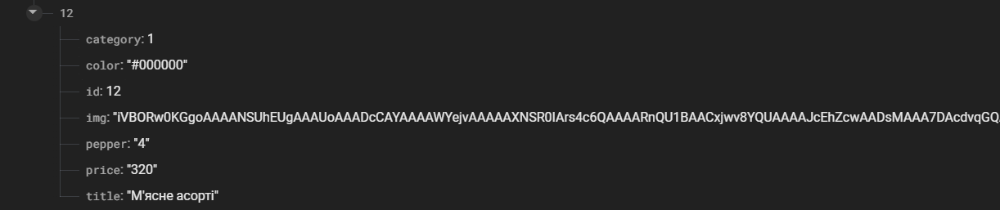 12
category: 1
color: "#000000"
id: 12
img: "iVBORw0KGgoAAAANSUhEUgAAAUoAAADcCAYAAAAWYejvAAAAAXNSR0IArs4c6QAAAARnQU1BAACxjwv8YQUAAAAJcEhZcwAADsMAAA7DAcdvqGQ
pepper: "4"
price: "320"
title: "М'ясне асорті"